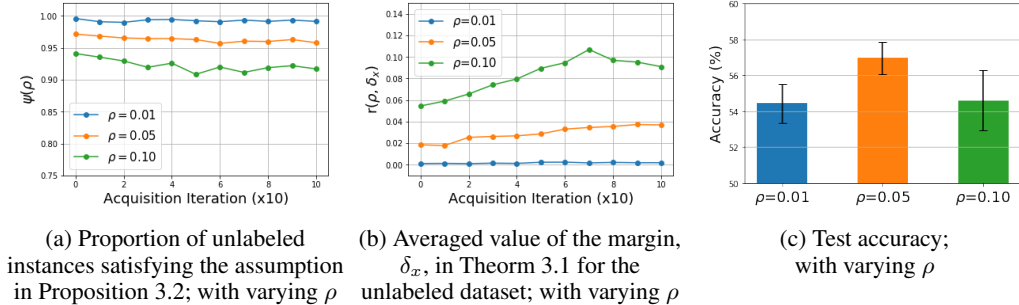 1.00
0.95
0.90
0.85
0.80
0.75
ψ(ρ)
ρ = 0.01
ρ = 0.05
ρ = 0.10
0 2 4 6 8 10
Acquisition Iteration (x10)
0.14
0.12
0.10
0.08
0.06
0.04
0.02
0.00
r(ρ, δₓ)
ρ=0.01
ρ=0.05
ρ=0.10
0 2 4 6 8 10
Acquisition Iteration (x10)
60
58
56
54
52
50
Accuracy (%)
ρ=0.01 ρ=0.05 ρ=0.10
(a) Proportion of unlabeled
instances satisfying the assumption
in Proposition 3.2; with varying ρ
(b) Averaged value of the margin,
δₓ, in Theorm 3.1 for the
unlabeled dataset; with varying ρ
(c) Test accuracy;
with varying ρ